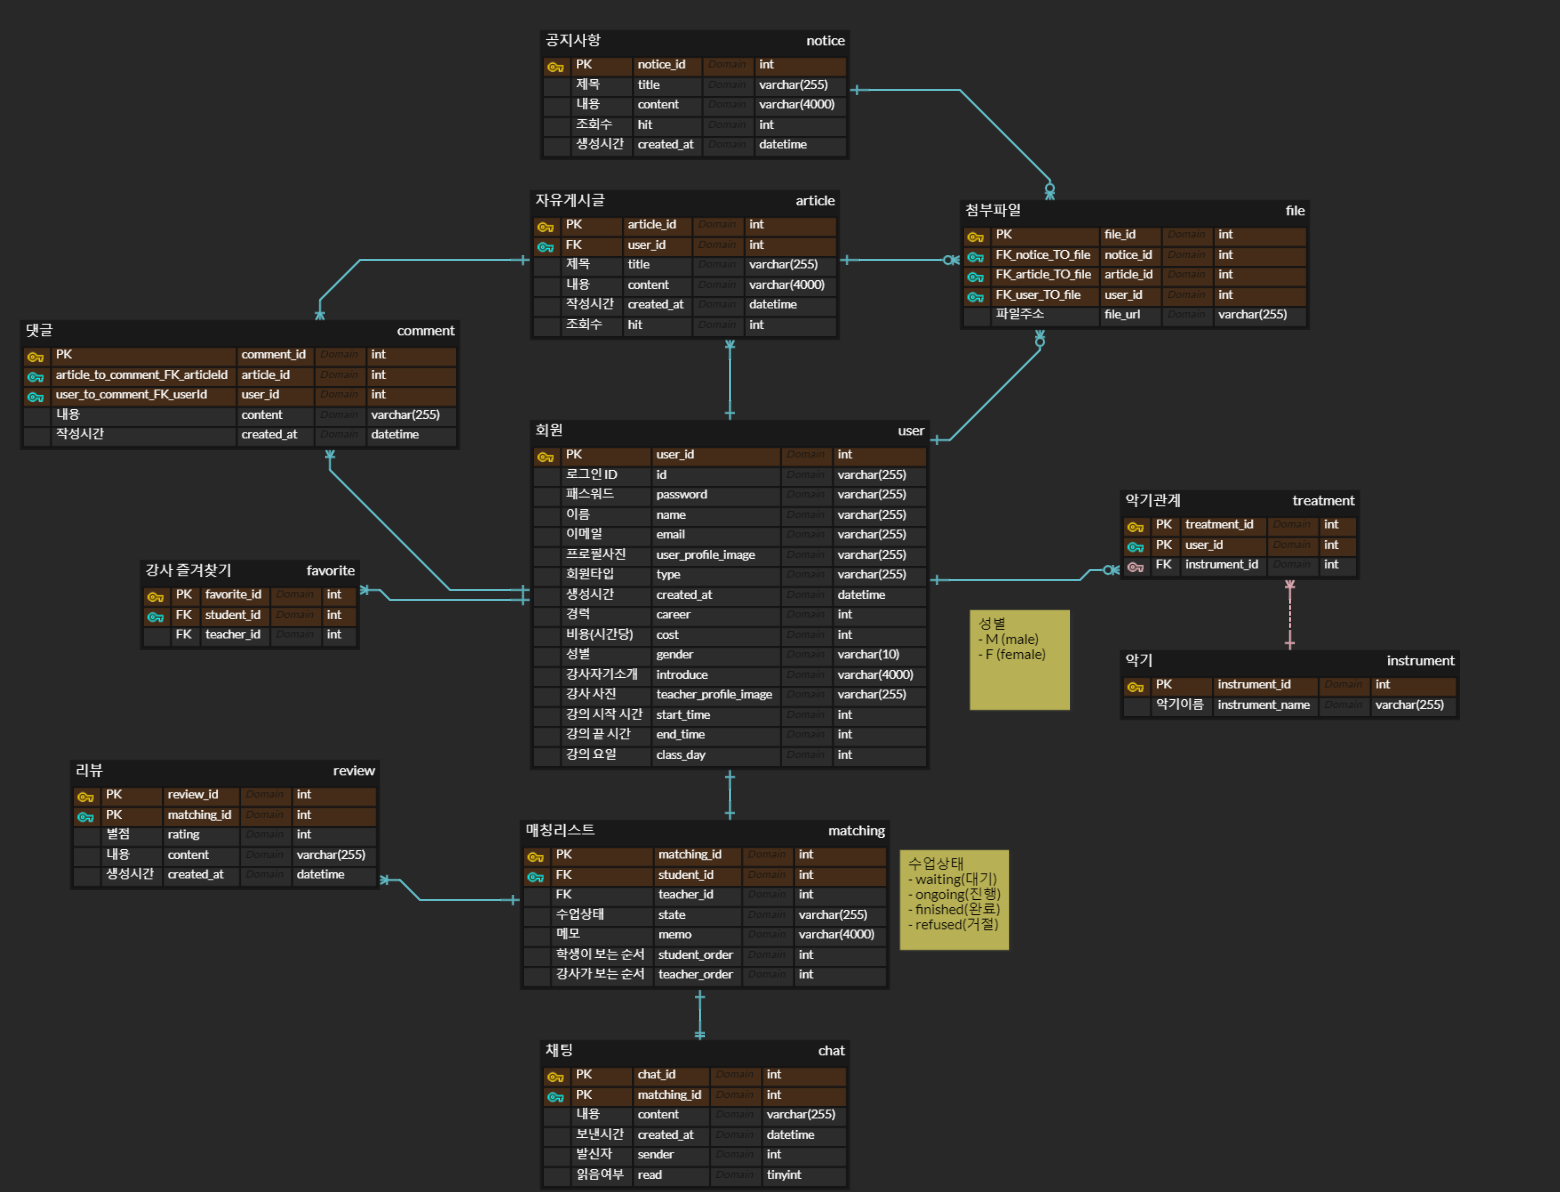 공지사항 notice
PK notice_id Domain int
제목 title Domain varchar(255)
내용 content Domain varchar(4000)
조회수 hit Domain int
생성시간 created_at Domain datetime
자유게시글 article
PK article_id Domain int
FK user_id Domain int
제목 title Domain varchar(255)
내용 content Domain varchar(4000)
작성시간 created_at Domain datetime
조회수 hit Domain int
첨부파일 file
PK file_id Domain int
FK_notice_TO_file notice_id Domain int
FK_article_TO_file article_id Domain int
FK_user_TO_file user_id Domain int
파일주소 file_url Domain varchar(255)
댓글 comment
PK comment_id Domain int
article_to_comment_FK_articleId article_id Domain int
user_to_comment_FK_userId user_id Domain int
내용 content Domain varchar(255)
작성시간 created_at Domain datetime
회원 user
PK user_id Domain int
로그인 ID id Domain varchar(255)
패스워드 password Domain varchar(255)
이름 name Domain varchar(255)
이메일 email Domain varchar(255)
프로필사진 user_profile_image Domain varchar(255)
회원타입 type Domain varchar(255)
생성시간 created_at Domain datetime
경력 career Domain int
비용(시간당) cost Domain int
성별 gender Domain varchar(10)
강사자기소개 introduce Domain varchar(4000)
강사 사진 teacher_profile_image Domain varchar(255)
강의 시작 시간 start_time Domain int
강의 끝 시간 end_time Domain int
강의 요일 class_day Domain int
악기관계 treatment
PK treatment_id Domain int
PK user_id Domain int
FK instrument_id Domain int
강사 즐겨찾기 favorite
PK favorite_id Domain int
FK student_id Domain int
FK teacher_id Domain int
성별
- M (male)
- F (female)
악기 instrument
PK instrument_id Domain int
악기이름 instrument_name Domain varchar(255)
리뷰 review
PK review_id Domain int
PK matching_id Domain int
별점 rating Domain int
내용 content Domain varchar(255)
생성시간 created_at Domain datetime
매칭리스트 matching
PK matching_id Domain int
FK student_id Domain int
FK teacher_id Domain int
수업상태 state Domain varchar(255)
메모 memo Domain varchar(4000)
학생이 보는 순서 student_order Domain int
강사가 보는 순서 teacher_order Domain int
수업상태
- waiting(대기)
- ongoing(진행)
- finished(완료)
- refused(거절)
채팅 chat
PK chat_id Domain int
PK matching_id Domain int
내용 content Domain varchar(255)
보낸시간 created_at Domain datetime
발신자 sender Domain int
읽음여부 read Domain tinyint